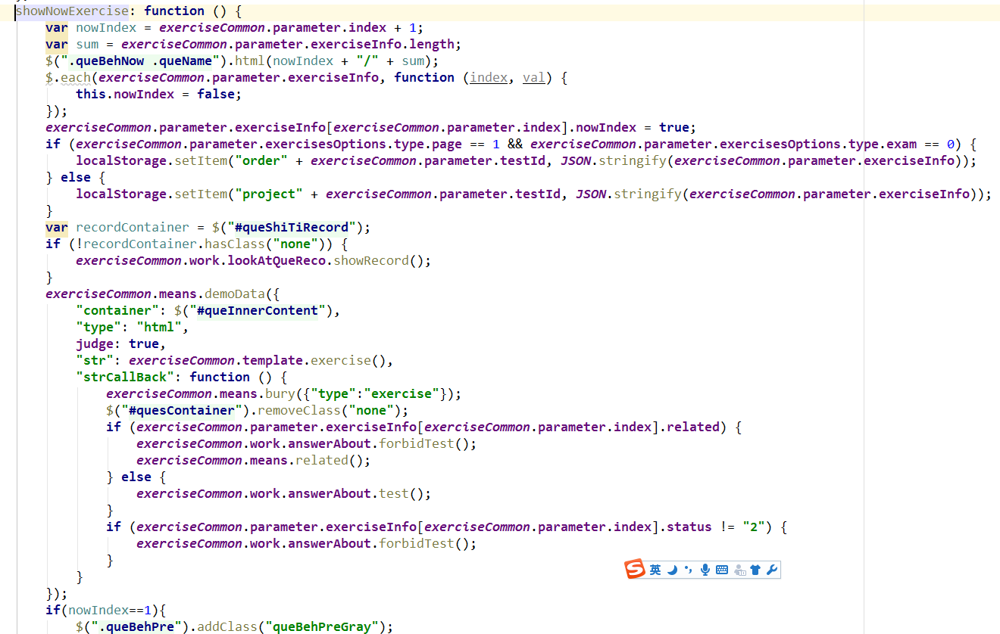 showNowExercise: function () {
var nowIndex = exerciseCommon.parameter.index + 1;
var sum = exerciseCommon.parameter.exerciseInfo.length;
$(".queBehNow .queName").html(nowIndex + "/" + sum);
$.each(exerciseCommon.parameter.exerciseInfo, function (index, val) {
this.nowIndex = false;
});
exerciseCommon.parameter.exerciseInfo[exerciseCommon.parameter.index].nowIndex = true;
if (exerciseCommon.parameter.exercisesOptions.type.page == 1 && exerciseCommon.parameter.exercisesOptions.type.exam == 0) {
localStorage.setItem("order" + exerciseCommon.parameter.testId, JSON.stringify(exerciseCommon.parameter.exerciseInfo));
} else {
localStorage.setItem("project" + exerciseCommon.parameter.testId, JSON.stringify(exerciseCommon.parameter.exerciseInfo));
}
var recordContainer = $("#queShiTiRecord");
if (!recordContainer.hasClass("none")) {
exerciseCommon.work.lookAtQueReco.showRecord();
}
exerciseCommon.means.demoData({
"container": $("#queInnerContent"),
"type": "html",
judge: true,
"str": exerciseCommon.template.exercise(),
"strCallBack": function () {
exerciseCommon.means.bury({"type":"exercise"});
$("#quesContainer").removeClass("none");
if (exerciseCommon.parameter.exerciseInfo[exerciseCommon.parameter.index].related) {
exerciseCommon.work.answerAbout.forbidTest();
exerciseCommon.means.related();
} else {
exerciseCommon.work.answerAbout.test();
}
if (exerciseCommon.parameter.exerciseInfo[exerciseCommon.parameter.index].status != "2") {
exerciseCommon.work.answerAbout.forbidTest();
}
S 英
}
});
if(nowIndex==1){
$(".queBehPre").addClass("queBehPreGray");